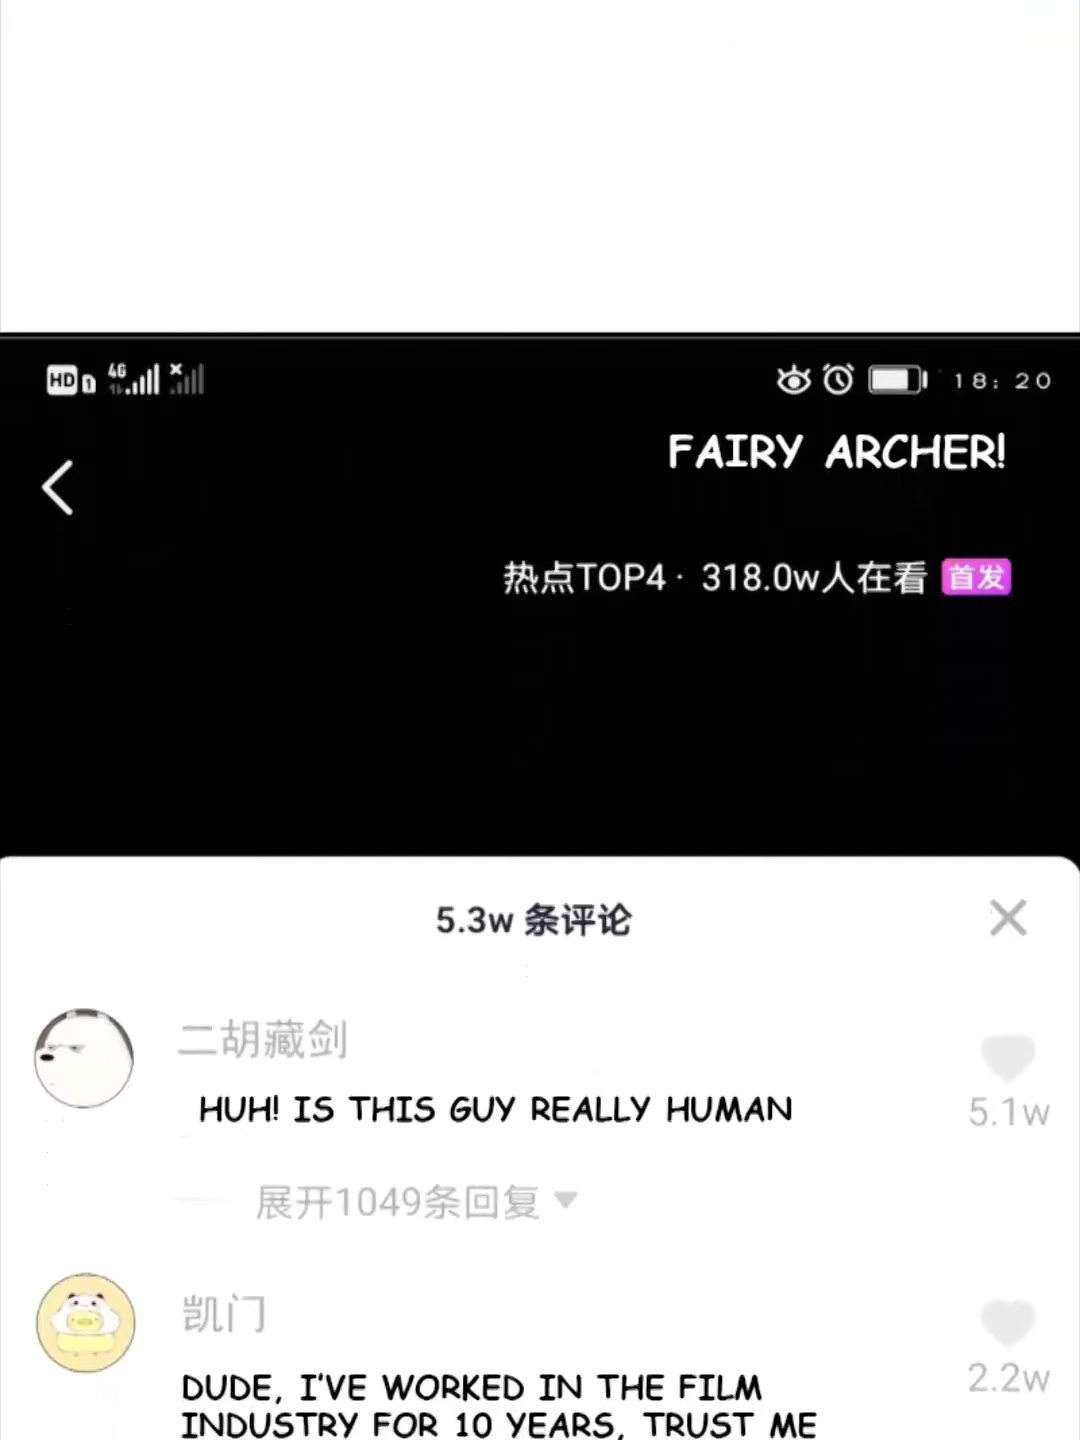 HD 1 4G 18:20
FAIRY ARCHER!
热点TOP4 · 318.0w人在看 首发
5.3w 条评论
二胡藏剑
HUH! IS THIS GUY REALLY HUMAN
5.1w
展开1049条回复
凯门
DUDE, I'VE WORKED IN THE FILM
2.2w
INDUSTRY FOR 10 YEARS, TRUST ME